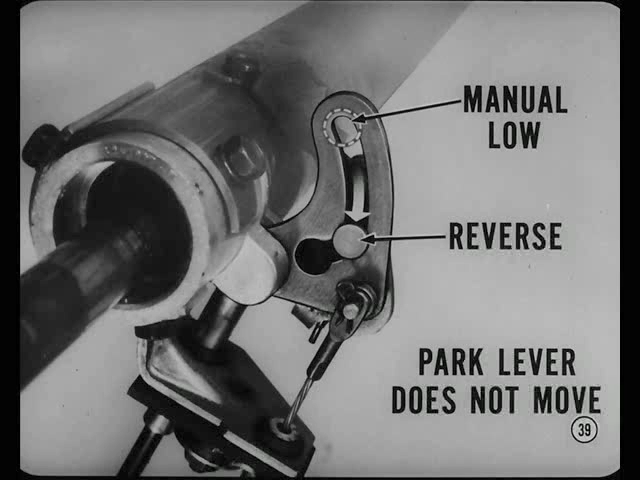 MANUAL
LOW
REVERSE
PARK LEVER
DOES NOT MOVE
39